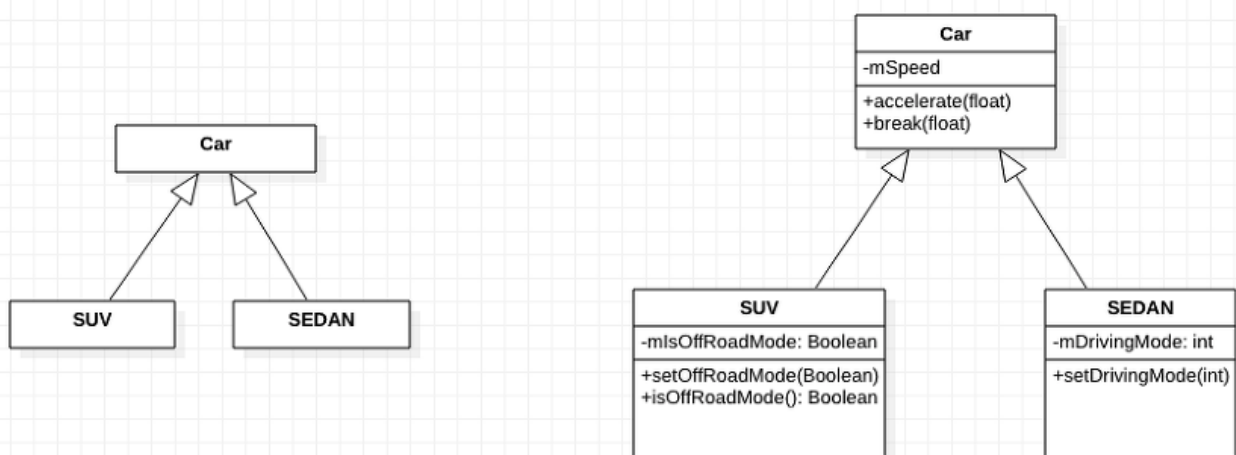 Car
SUV
SEDAN
Car
-mSpeed
+accelerate(float)
+break(float)
SUV
-mIsOffRoadMode: Boolean
+setOffRoadMode(Boolean)
+isOffRoadMode(): Boolean
SEDAN
-mDrivingMode: int
+setDrivingMode(int)